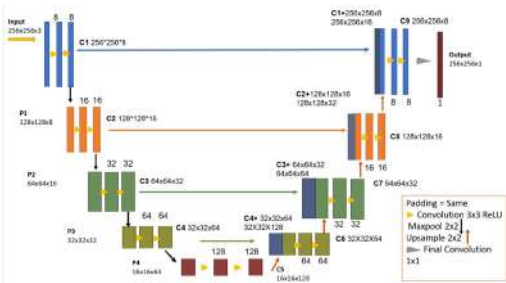 Input
256x256x3
8 8
C1 256*256*8
C1+256x256x8
256x256x16
C9 256x256x8
Output
256x256x1
8 8
1
P1
128x128x8
16 16
C2 128*128*16
C2+128x128x16
128x128x32
C8 128x128x16
16 16
P2
64x64x16
32 32
C3 64x64x32
C3+ 64x64x32
64x64x64
C7 64x64x32
32 32
P3
32x32x32
64 64
C4 32x32x64
C4+ 32x32x64
32X32X128
C6 32X32X64
64 64
P4
16x16x64
128 128
C5
16x16x128
Padding = Same
Convolution 3x3 ReLU
Maxpool 2x2
Upsample 2x2
Final Convolution
1x1